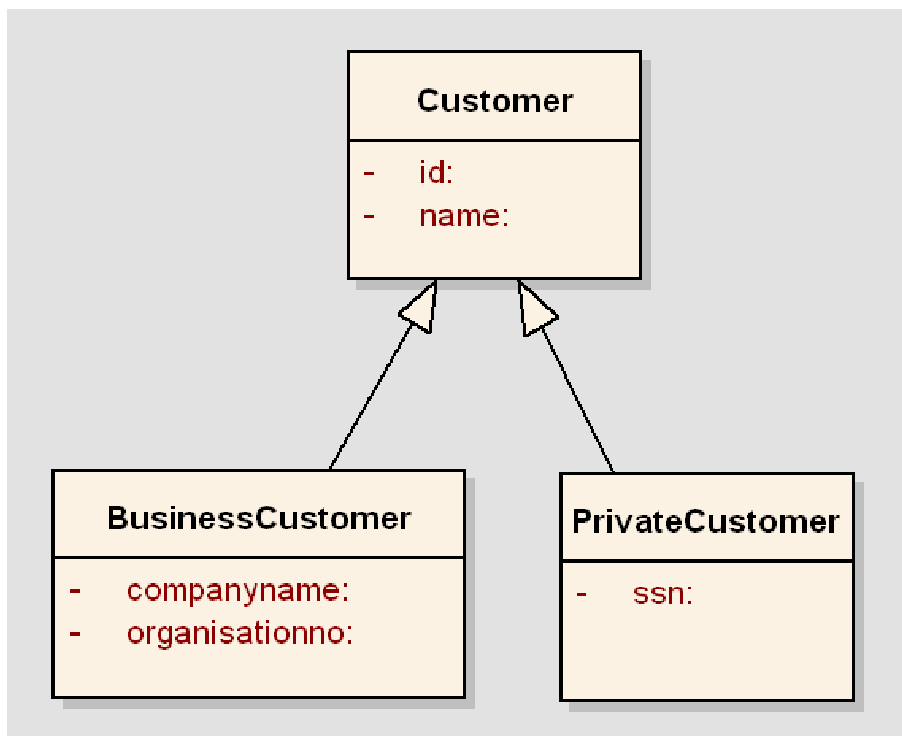 Customer
- id:
- name:
BusinessCustomer
- companyname:
- organisationno:
PrivateCustomer
- ssn: